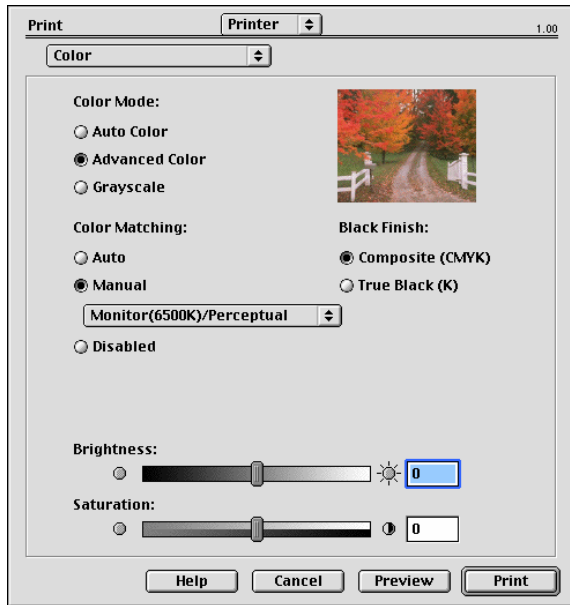 Print Printer 1.00
Color
Color Mode:
Auto Color
Advanced Color
Grayscale
Color Matching: Black Finish:
Auto Composite (CMYK)
Manual True Black (K)
Monitor(6500K)/Perceptual
Disabled
Brightness:
0
Saturation:
0
Help Cancel Preview Print